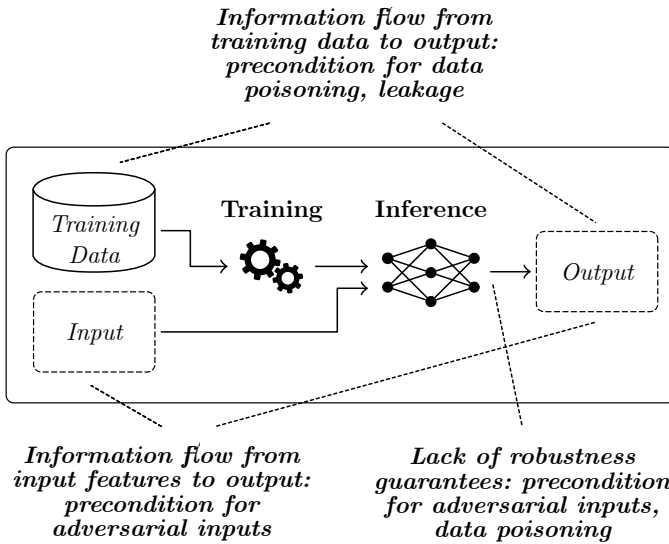 Information flow from
training data to output:
precondition for data
poisoning, leakage
Training
Data
Training
Inference
Output
Input
Information flow from
input features to output:
precondition for
adversarial inputs
Lack of robustness
guarantees: precondition
for adversarial inputs,
data poisoning